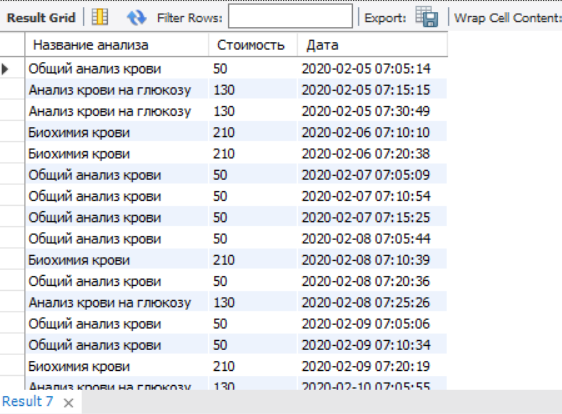 Result Grid Filter Rows: Export: Wrap Cell Content:
Название анализа Стоимость Дата
Общий анализ крови 50 2020-02-05 07:05:14
Анализ крови на глюкозу 130 2020-02-05 07:15:15
Анализ крови на глюкозу 130 2020-02-05 07:30:49
Биохимия крови 210 2020-02-06 07:10:10
Биохимия крови 210 2020-02-06 07:20:38
Общий анализ крови 50 2020-02-07 07:05:09
Общий анализ крови 50 2020-02-07 07:10:54
Общий анализ крови 50 2020-02-07 07:15:25
Общий анализ крови 50 2020-02-08 07:05:44
Биохимия крови 210 2020-02-08 07:10:39
Общий анализ крови 50 2020-02-08 07:20:36
Анализ крови на глюкозу 130 2020-02-08 07:25:26
Общий анализ крови 50 2020-02-09 07:05:06
Общий анализ крови 50 2020-02-09 07:10:34
Биохимия крови 210 2020-02-09 07:20:19
Анализ крови на глюкозу 130 2020-02-10 07:05:55
Result 7